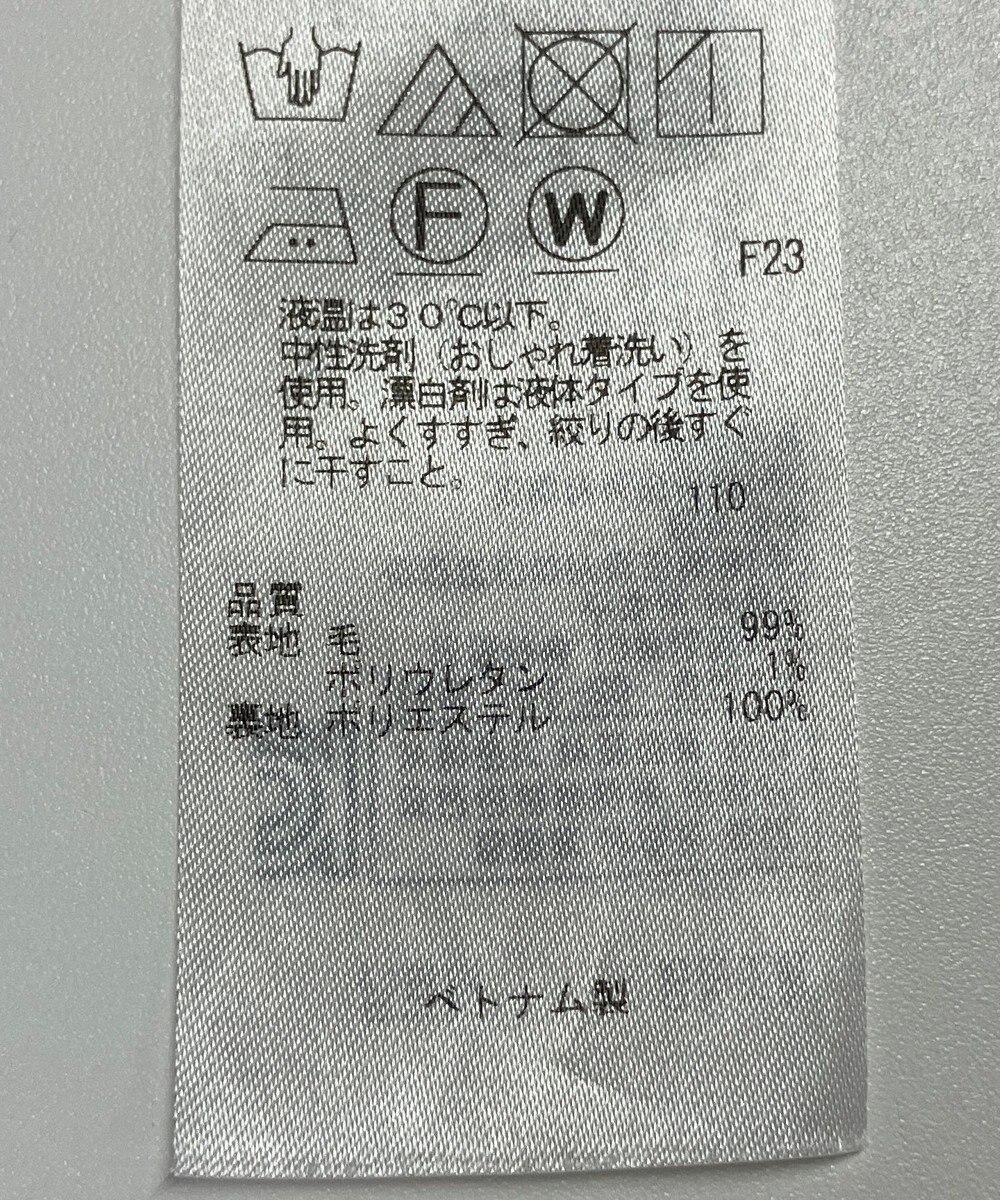 F
W
F23
液温は30℃以下。
中性洗剤（おしゃれ着洗い）を
使用。漂白剤は液体タイプを使
用。よくすすぎ、絞りの後すぐ
に干すこと。
110
品質
表地 毛 99%
ポリウレタン 1%
裏地 ポリエステル 100%
ベトナム製